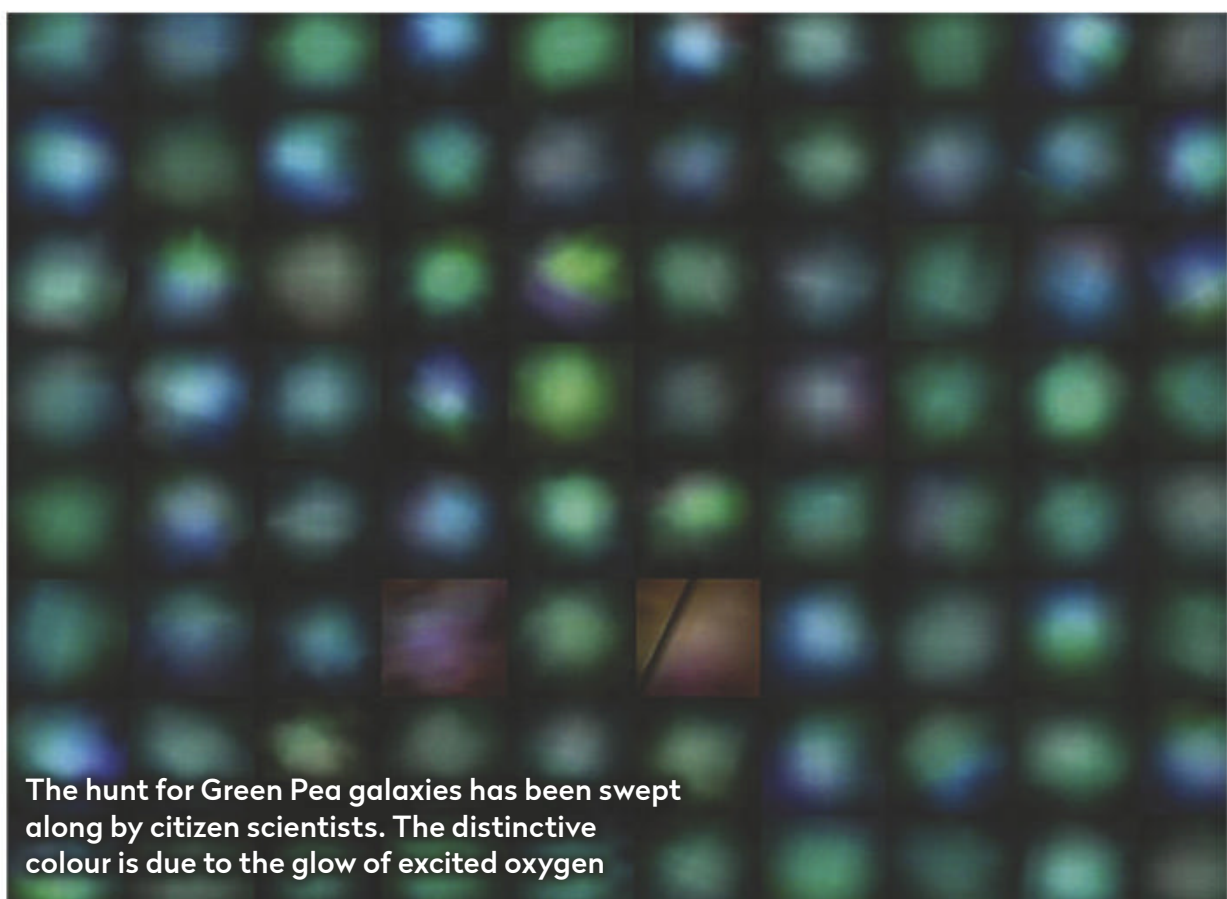 The hunt for Green Pea galaxies has been swept
along by citizen scientists. The distinctive
colour is due to the glow of excited oxygen